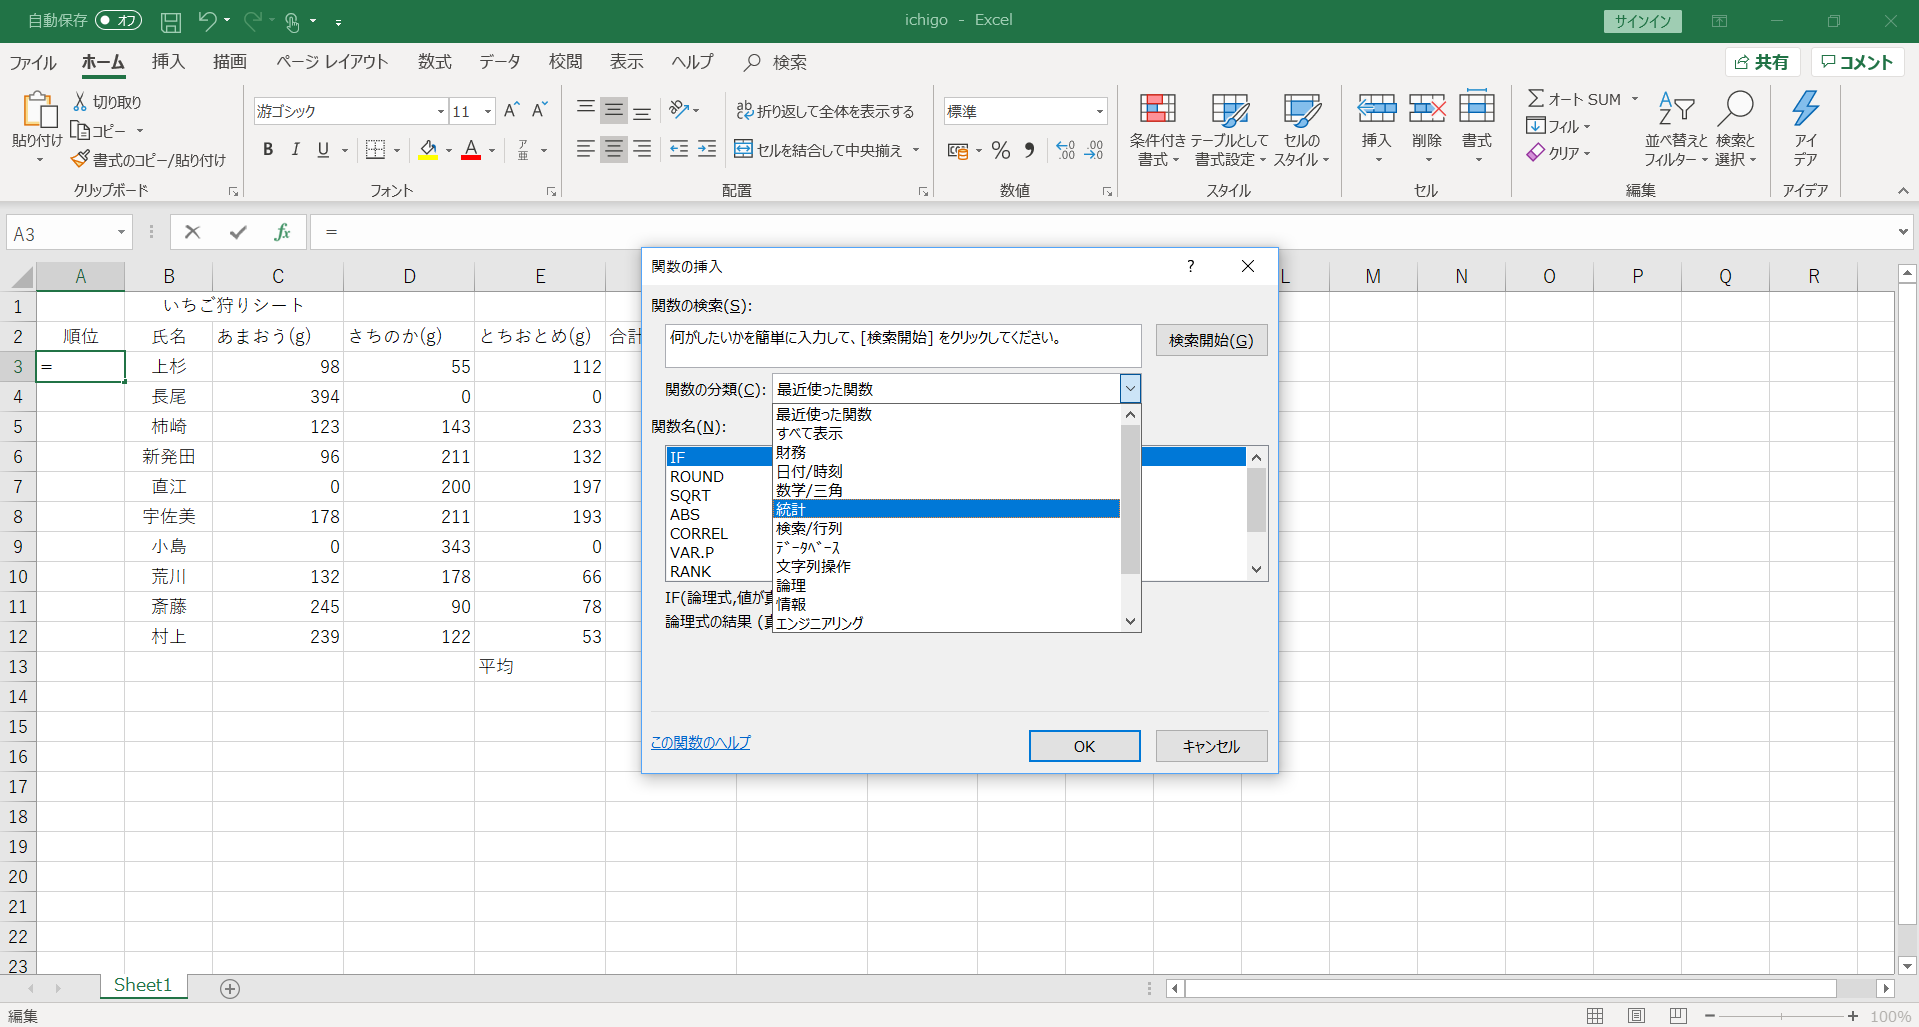 自動保存 オフ
ichigo - Excel
サインイン
ファイル ホーム 挿入 描画 ページ レイアウト 数式 データ 校閲 表示 ヘルプ 検索
共有 コメント
貼り付け
切り取り
コピー
書式のコピー/貼り付け
クリップボード
游ゴシック 11
B I U A ア亜
フォント
折り返して全体を表示する
セルを結合して中央揃え
配置
標準
% ,
数値
条件付き書式
テーブルとして書式設定
セルのスタイル
スタイル
挿入 削除 書式
セル
オート SUM
フィル
クリア
並べ替えとフィルター
検索と選択
編集
アイデア
アイデア
A3 fx =
A B C D E L M N O P Q R
1 いちご狩りシート
2 順位 氏名 あまおう(g) さちのか(g) とちおとめ(g) 合計
3 = 上杉 98 55 112
4 長尾 394 0 0
5 柿崎 123 143 233
6 新発田 96 211 132
7 直江 0 200 197
8 宇佐美 178 211 193
9 小島 0 343 0
10 荒川 132 178 66
11 斎藤 245 90 78
12 村上 239 122 53
13 平均
14
15
16
17
18
19
20
21
22
23
関数の挿入 ?
関数の検索(S):
何がしたいかを簡単に入力して、[検索開始] をクリックしてください。
検索開始(G)
関数の分類(C): 最近使った関数
最近使った関数
すべて表示
財務
日付/時刻
数学/三角
統計
検索/行列
データベース
文字列操作
論理
情報
エンジニアリング
関数名(N):
IF
ROUND
SQRT
ABS
CORREL
VAR.P
RANK
IF(論理式,値が
論理式の結果
この関数のヘルプ
OK キャンセル
Sheet1
編集
100%